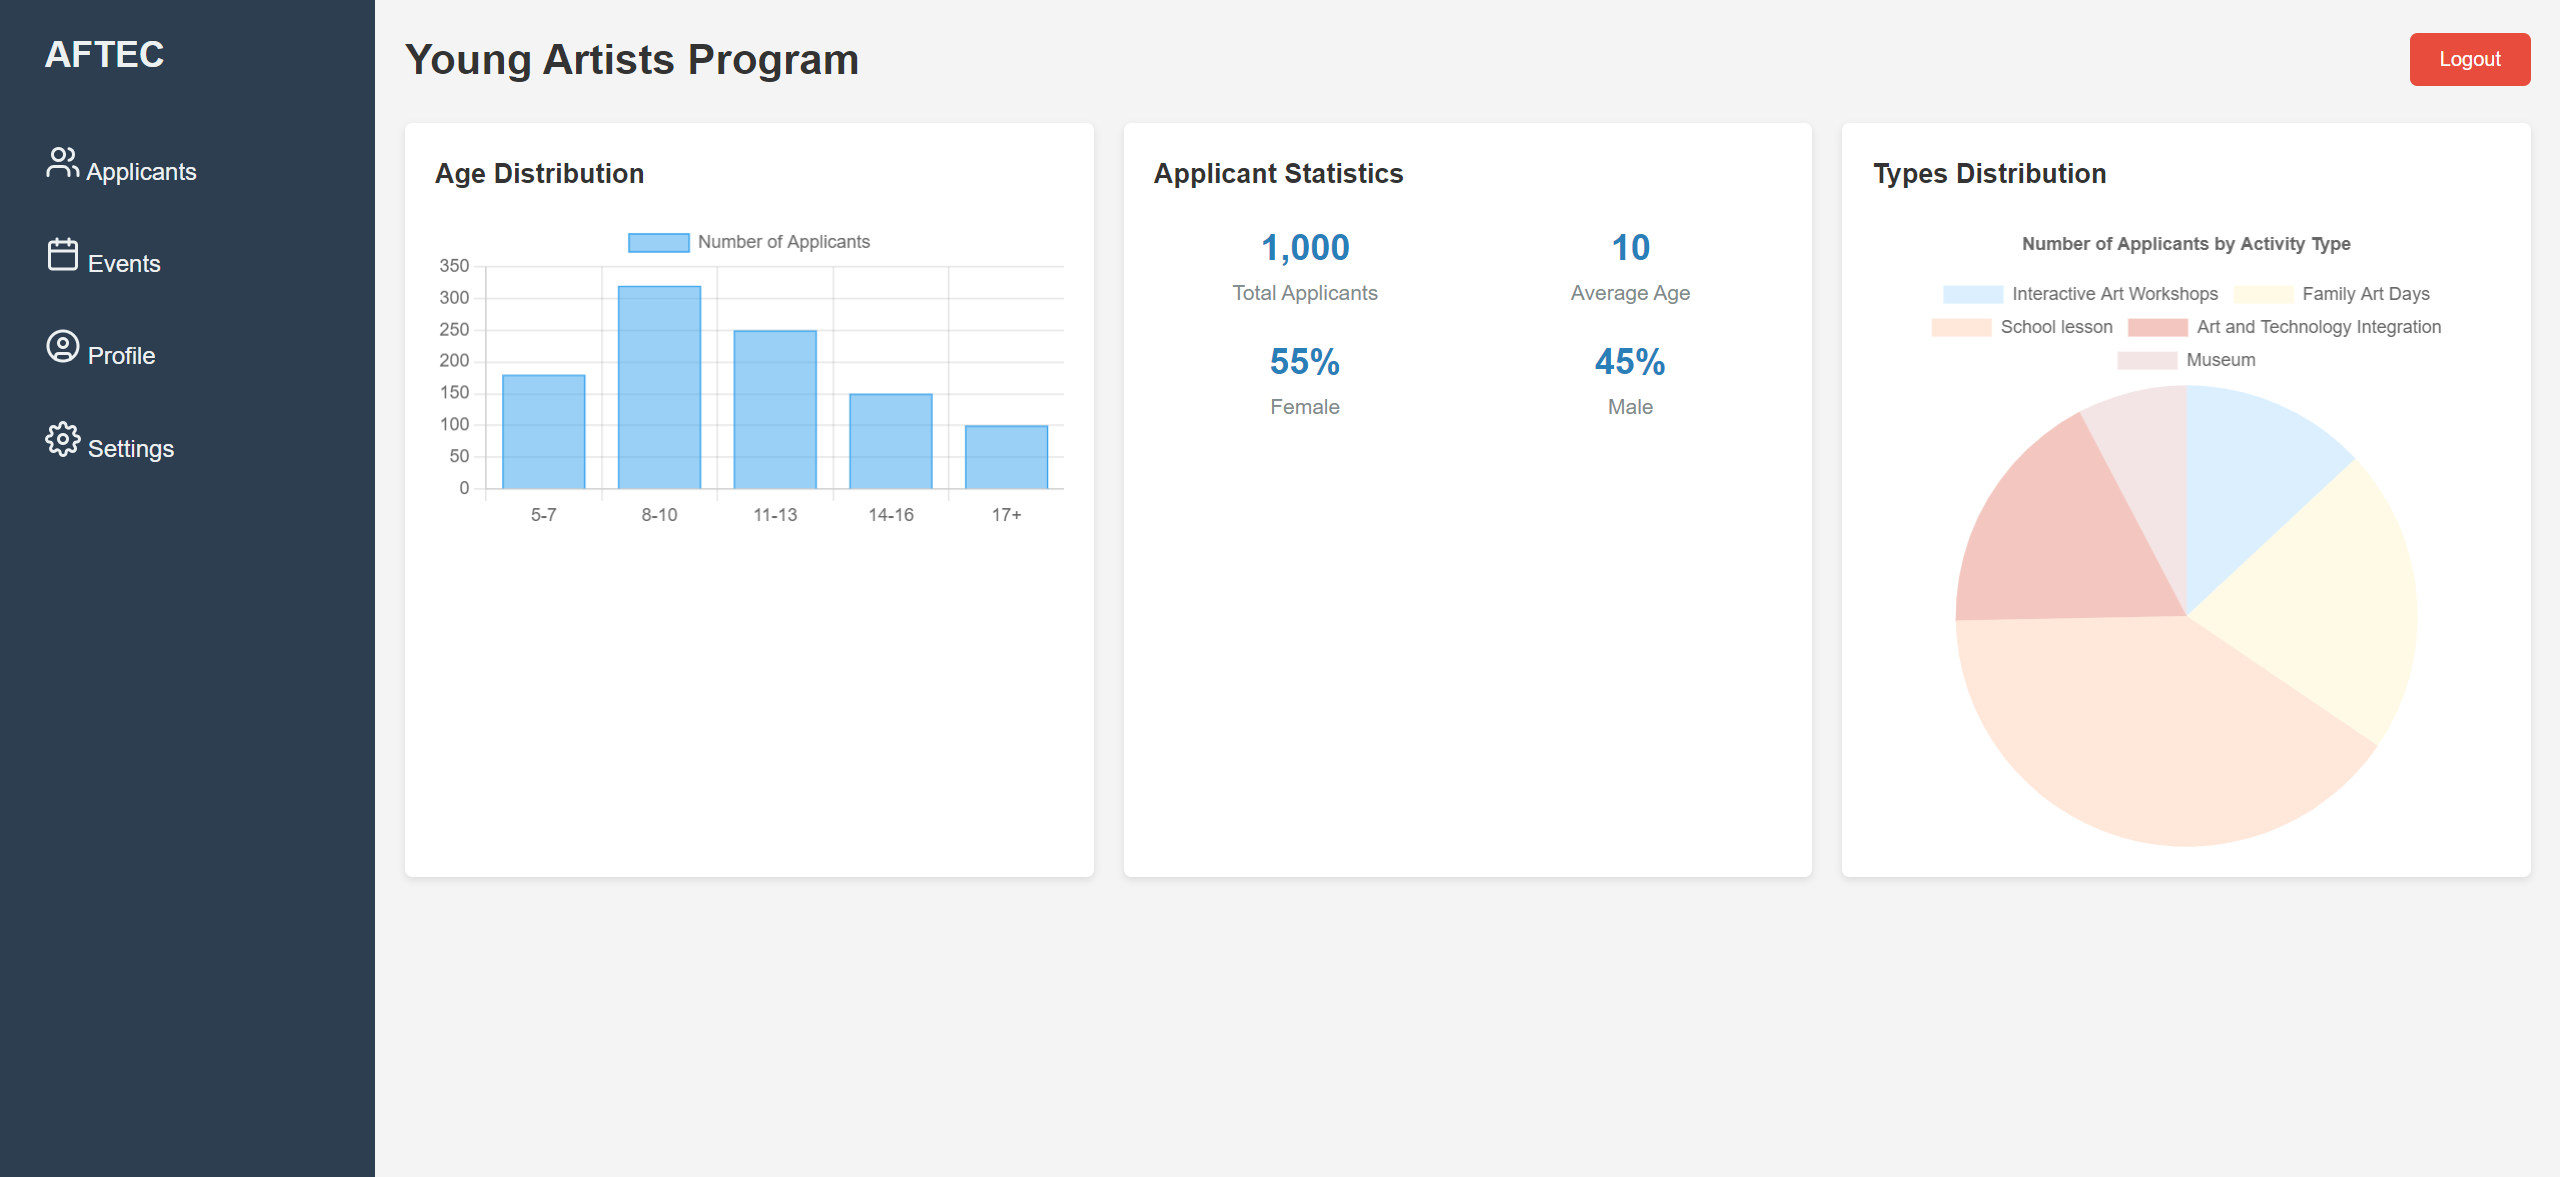 AFTEC
Applicants
Events
Profile
Settings
Young Artists Program
Logout
Age Distribution
Number of Applicants
350
300
250
200
150
100
50
0
5-7 8-10 11-13 14-16 17+
Applicant Statistics
1,000 10
Total Applicants Average Age
55% 45%
Female Male
Types Distribution
Number of Applicants by Activity Type
Interactive Art Workshops Family Art Days
School lesson Art and Technology Integration
Museum